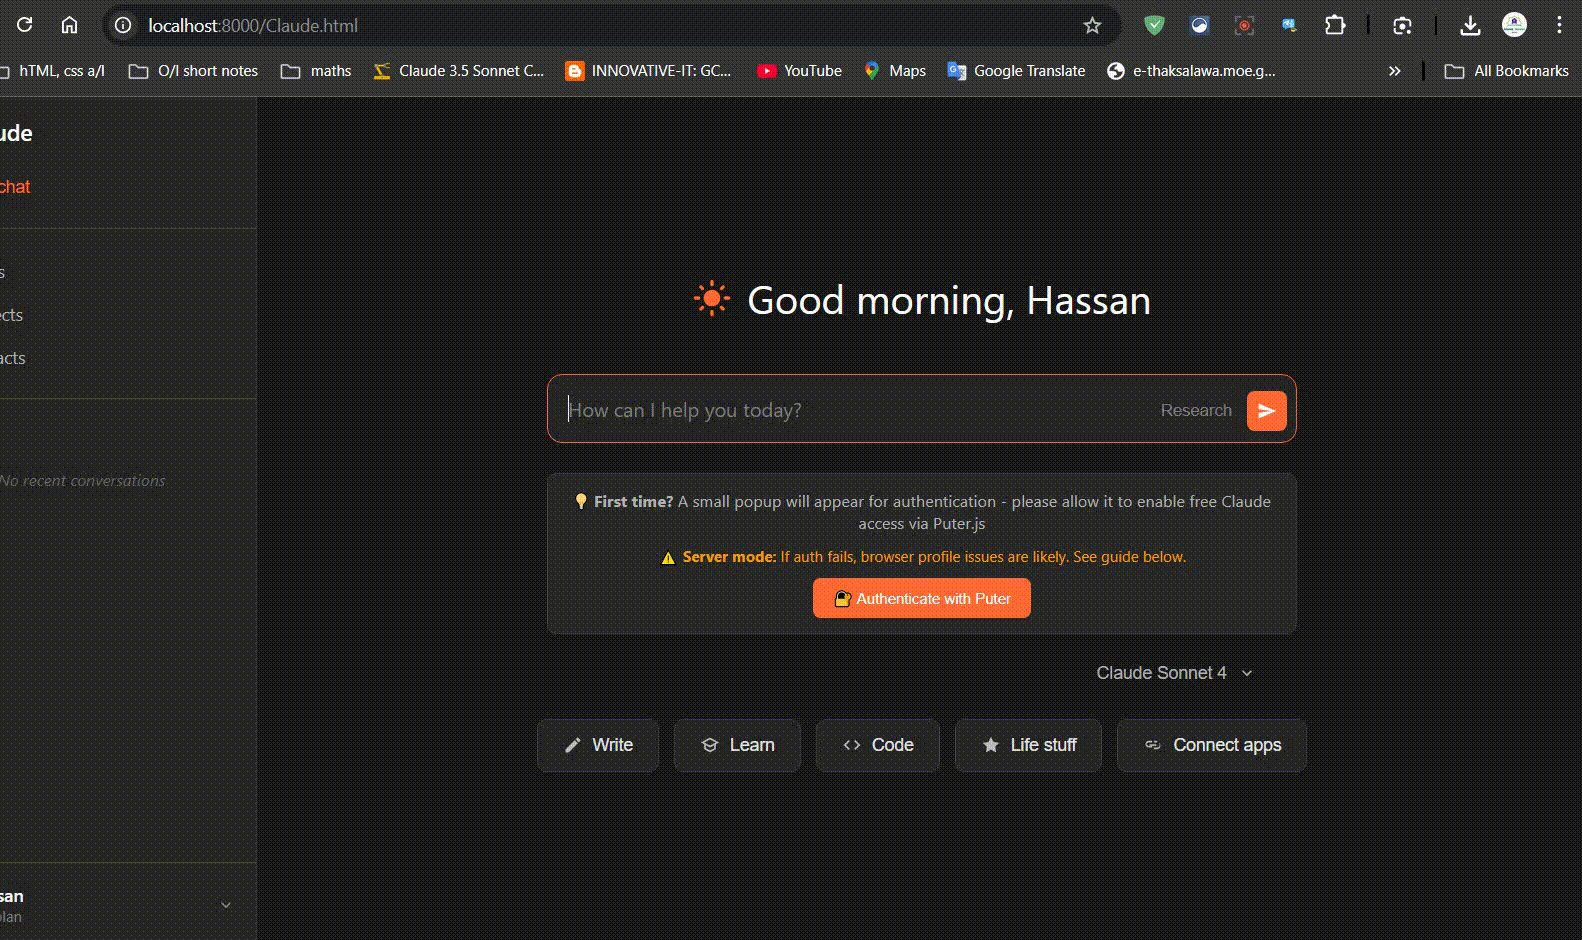 localhost:8000/Claude.html
hTML, css a/l O/l short notes maths Claude 3.5 Sonnet C... INNOVATIVE-IT: GC... YouTube Maps Google Translate e-thaksalawa.moe.g... All Bookmarks
ude
chat
s
ects
acts
No recent conversations
san
plan
Good morning, Hassan
How can I help you today? Research
First time? A small popup will appear for authentication - please allow it to enable free Claude
access via Puter.js
Server mode: If auth fails, browser profile issues are likely. See guide below.
Authenticate with Puter
Claude Sonnet 4
Write Learn Code Life stuff Connect apps